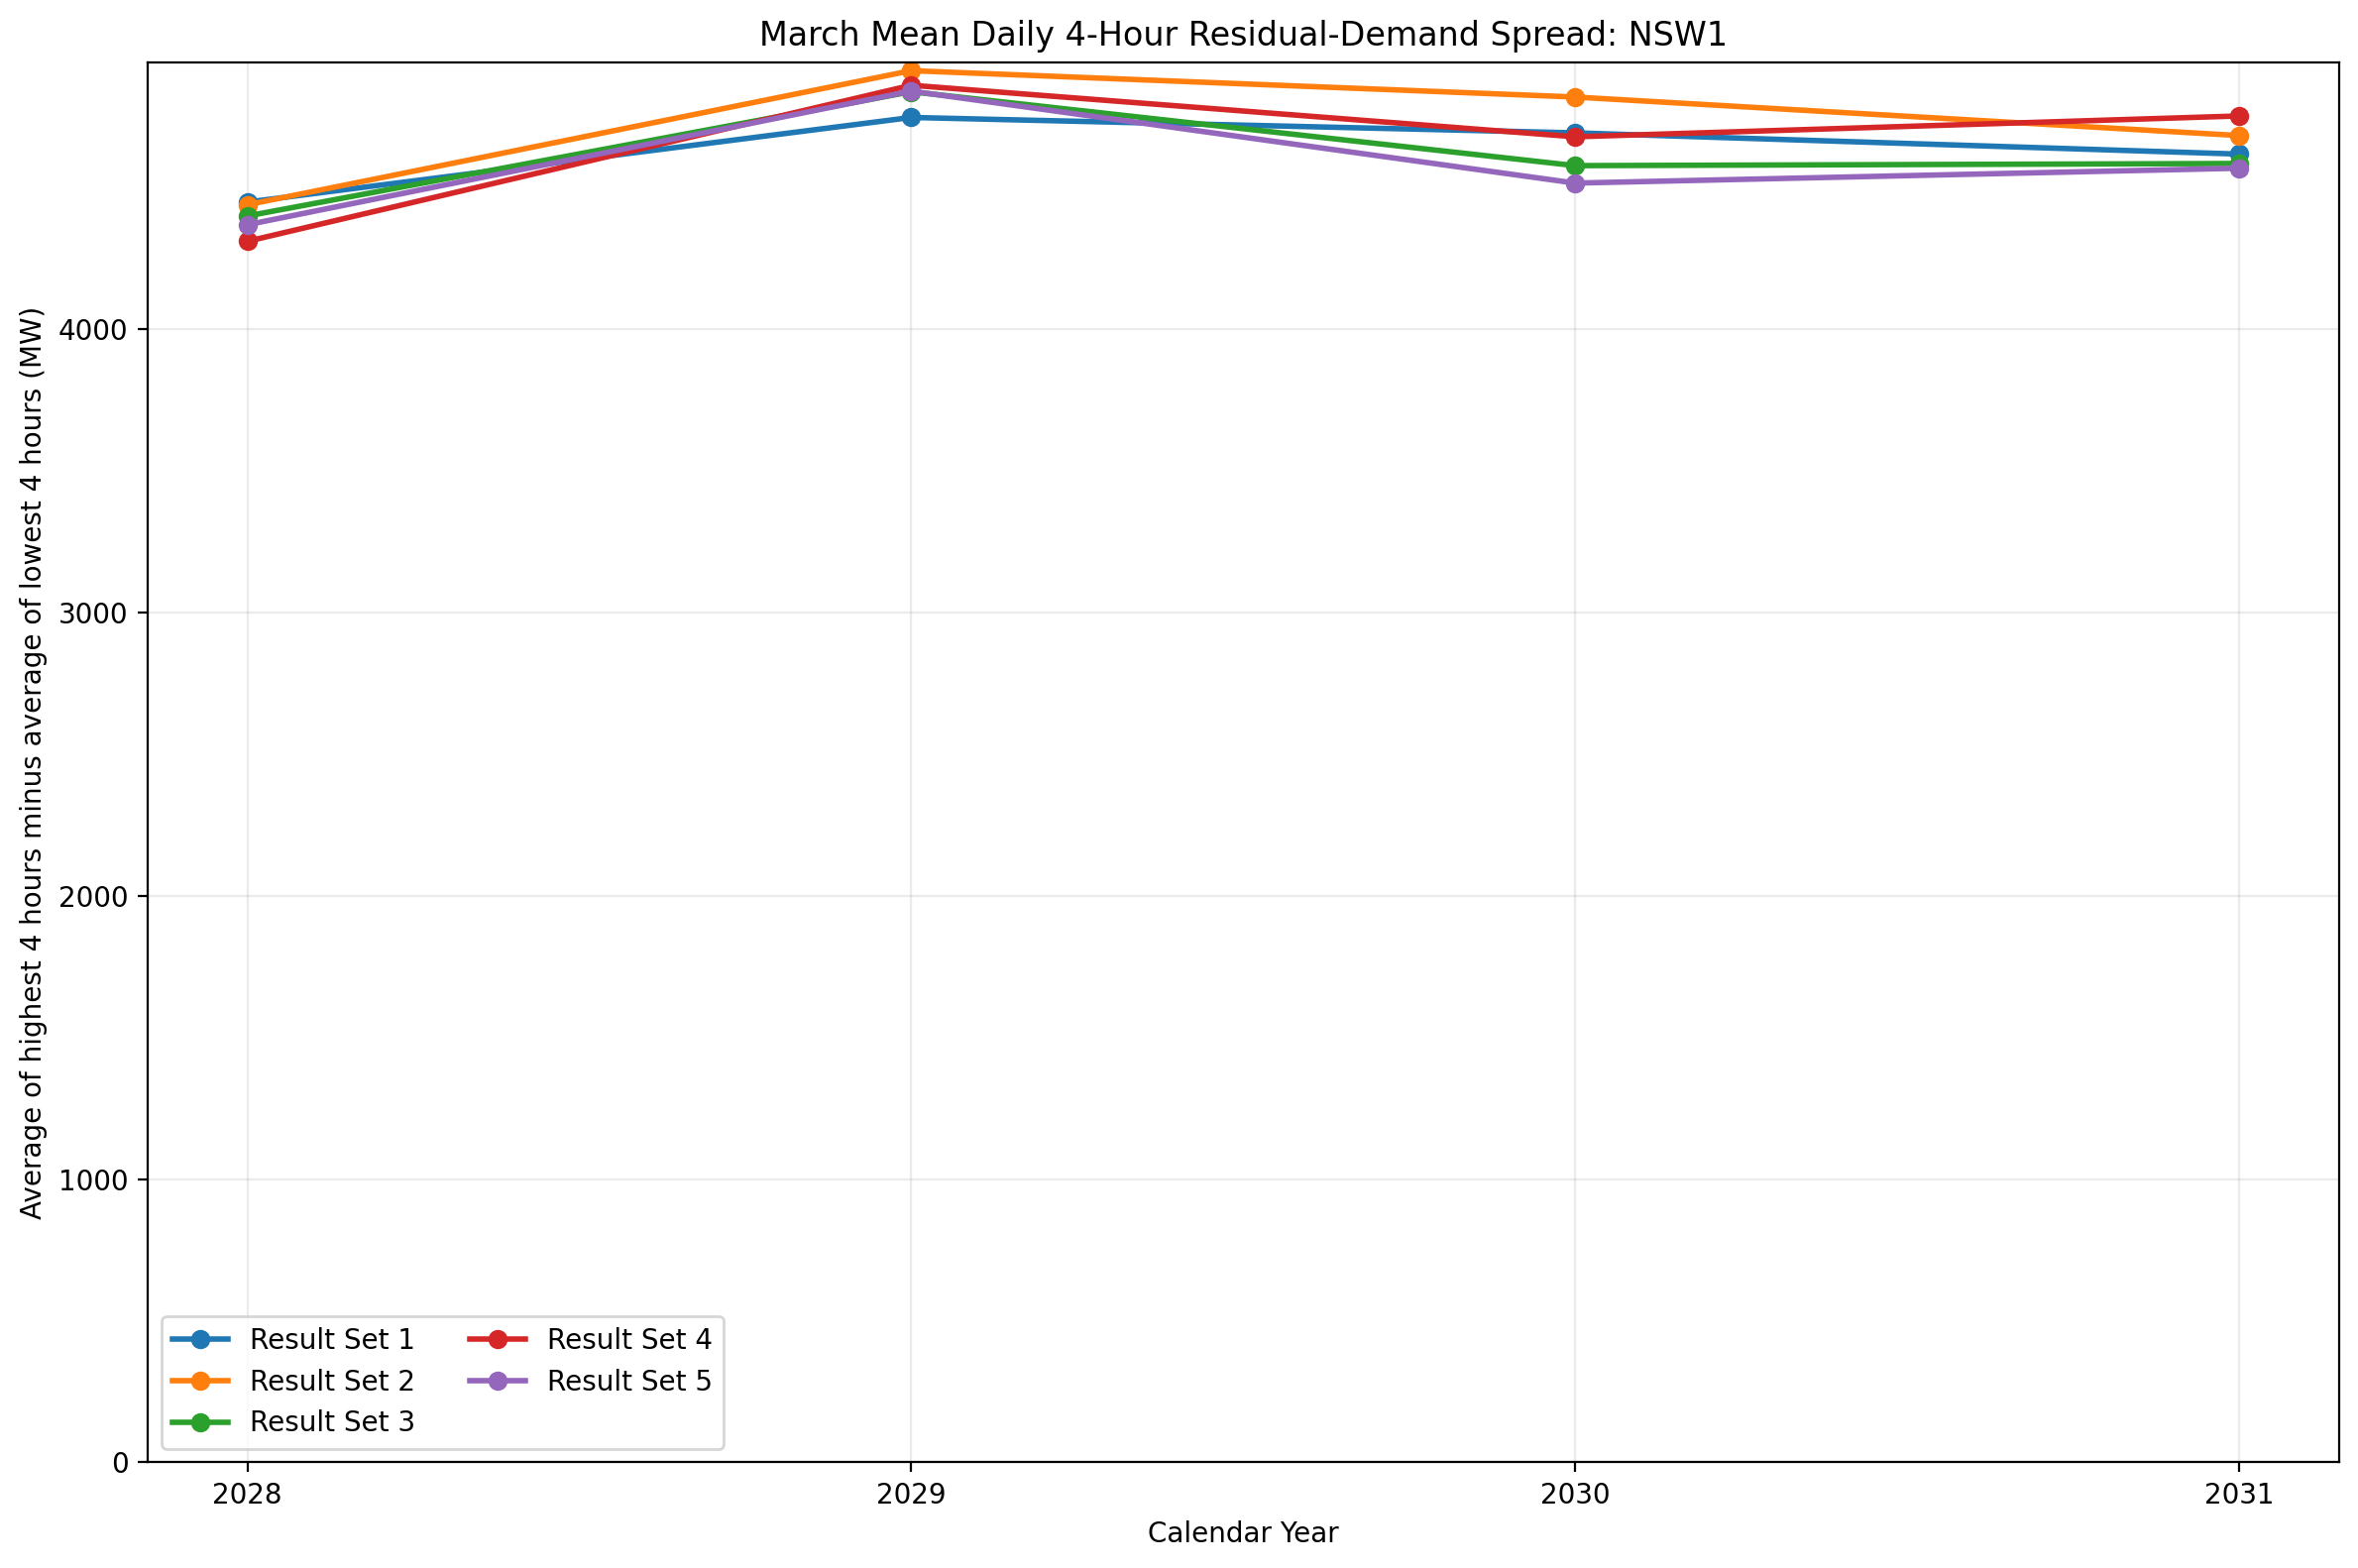 March Mean Daily 4-Hour Residual-Demand Spread: NSW1
Average of highest 4 hours minus average of lowest 4 hours (MW)
4000
3000
2000
1000
0
Result Set 1
Result Set 2
Result Set 3
Result Set 4
Result Set 5
2028
2029
2030
2031
Calendar Year